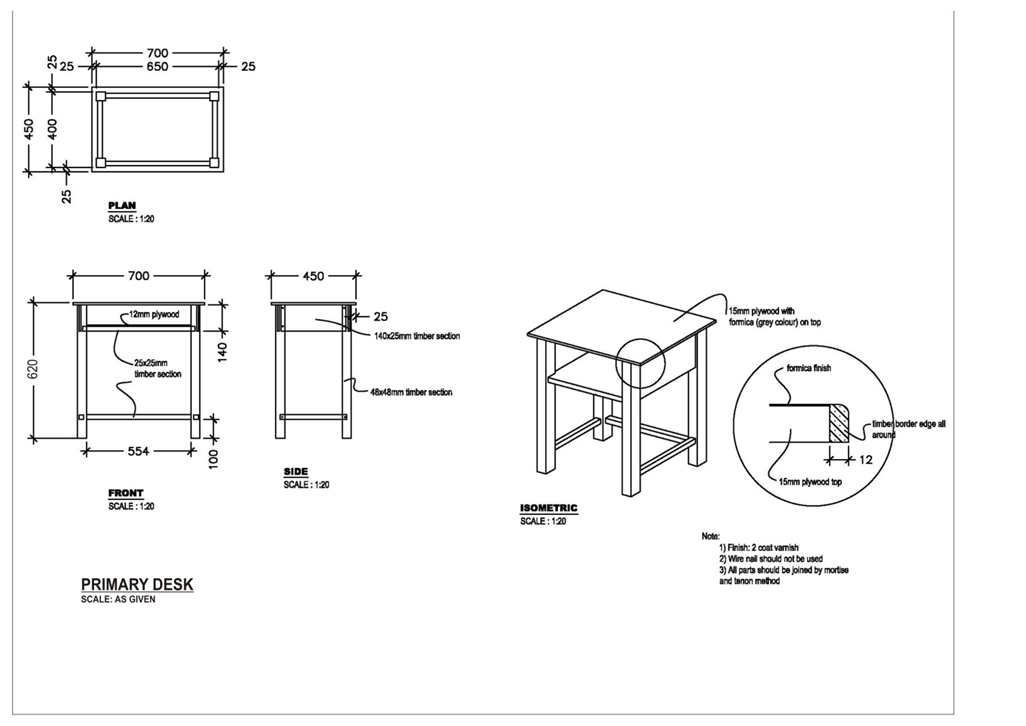 700
25
25
650
25
450
400
25
PLAN
SCALE : 1:20
700
12mm plywood
620
140
25x25mm
timber section
554
100
FRONT
SCALE : 1:20
450
25
140x25mm timber section
48x48mm timber section
SIDE
SCALE : 1:20
15mm plywood with
formica (grey colour) on top
ISOMETRIC
SCALE : 1:20
formica finish
timber border edge all
around
12
15mm plywood top
Note:
1) Finish: 2 coat varnish
2) Wire nail should not be used
3) All parts should be joined by mortise
and tenon method
PRIMARY DESK
SCALE: AS GIVEN